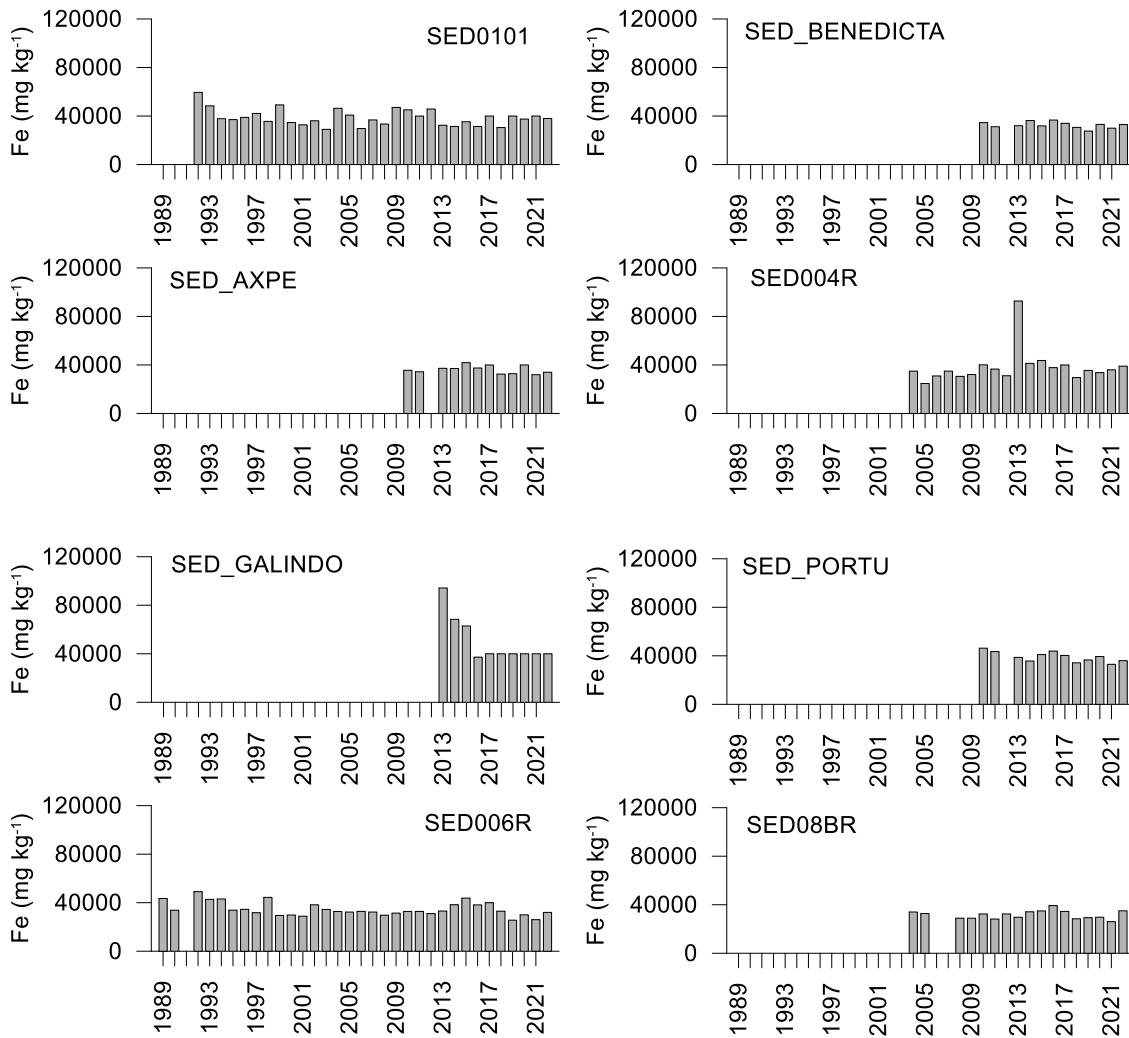 SED0101
Fe (mg kg-1)
120000
80000
40000
0
1989 1993 1997 2001 2005 2009 2013 2017 2021
SED_BENEDICTA
Fe (mg kg-1)
120000
80000
40000
0
1989 1993 1997 2001 2005 2009 2013 2017 2021
SED_AXPE
Fe (mg kg-1)
120000
80000
40000
0
1989 1993 1997 2001 2005 2009 2013 2017 2021
SED004R
Fe (mg kg-1)
120000
80000
40000
0
1989 1993 1997 2001 2005 2009 2013 2017 2021
SED_GALINDO
Fe (mg kg-1)
120000
80000
40000
0
1989 1993 1997 2001 2005 2009 2013 2017 2021
SED_PORTU
Fe (mg kg-1)
120000
80000
40000
0
1989 1993 1997 2001 2005 2009 2013 2017 2021
SED006R
Fe (mg kg-1)
120000
80000
40000
0
1989 1993 1997 2001 2005 2009 2013 2017 2021
SED08BR
Fe (mg kg-1)
120000
80000
40000
0
1989 1993 1997 2001 2005 2009 2013 2017 2021